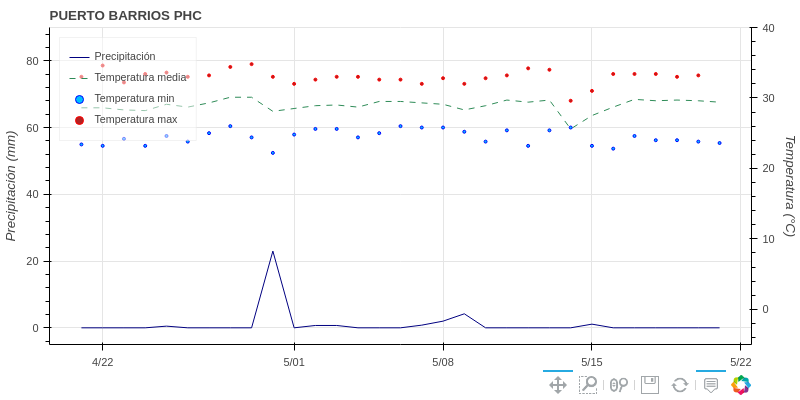 PUERTO BARRIOS PHC
Precipitación
Temperatura media
Temperatura min
Temperatura max
Precipitación (mm)
80
60
40
20
0
Temperatura (°C)
40
30
20
10
0
4/22
5/01
5/08
5/15
5/22